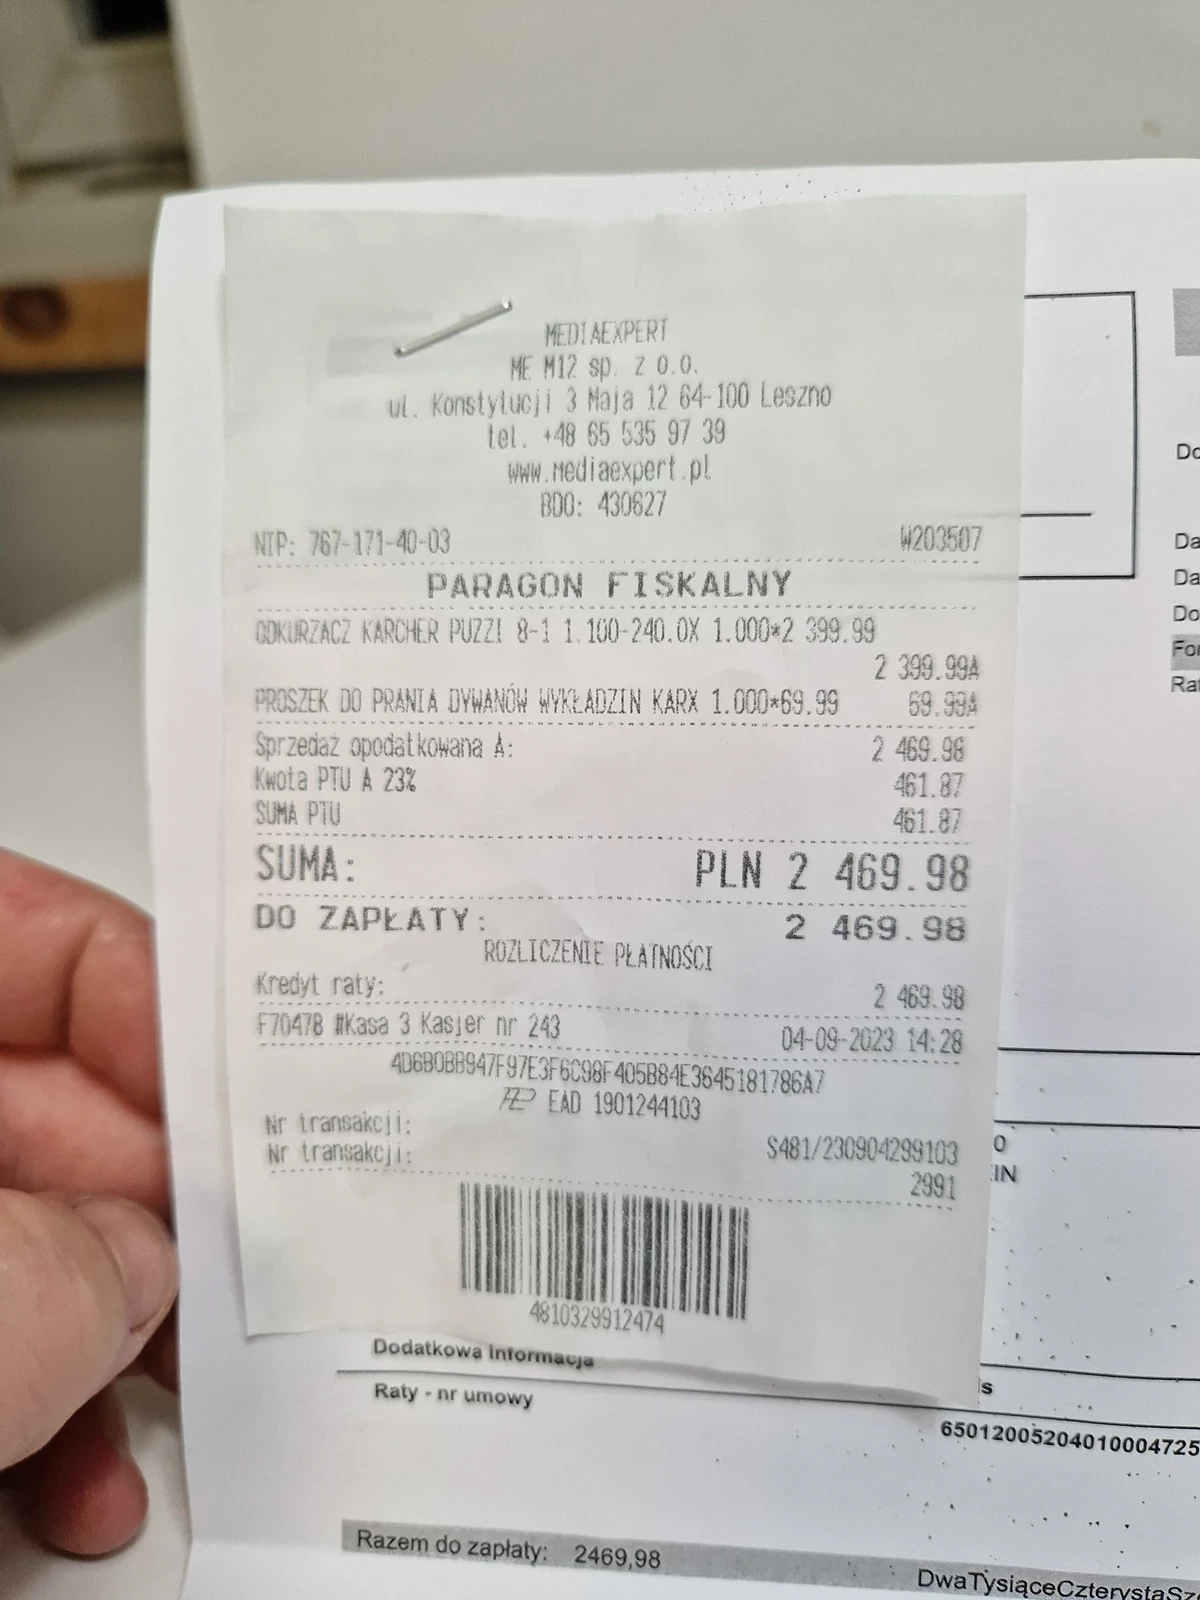 MEDIAEXPERT
ME M12 sp. z o.o.
ul. Konstytucji 3 Maja 12 64-100 Leszno
tel. +48 65 535 97 39
www.mediaexpert.pl
BDO: 430627
NIP: 767-171-40-03 W203507
PARAGON FISKALNY
ODKURZACZ KARCHER PUZZI 8-1 1.100-240.0X 1.000*2 399.99
2 399.99A
PROSZEK DO PRANIA DYWANÓW WYKŁADZIN KARX 1.000*69.99 69.99A
Sprzedaż opodatkowana A: 2 469.98
Kwota PTU A 23% 461.87
SUMA PTU 461.87
SUMA: PLN 2 469.98
DO ZAPŁATY: 2 469.98
ROZLICZENIE PŁATNOŚCI
Kredyt raty: 2 469.98
F70478 #Kasa 3 Kasjer nr 243 04-09-2023 14:28
4D6B0BB947F97E3F6C98F405B84E3645181786A7
EAD 1901244103
Nr transakcji: S481/230904299103
Nr transakcji: 2991
4810329912474
Dodatkowa informacja
Raty - nr umowy
65012005204010004725
Razem do zapłaty: 2469,98
DwaTysiąceCzterystaSz
Do
Da
Da
Do
For
Rat
O
IN
ls